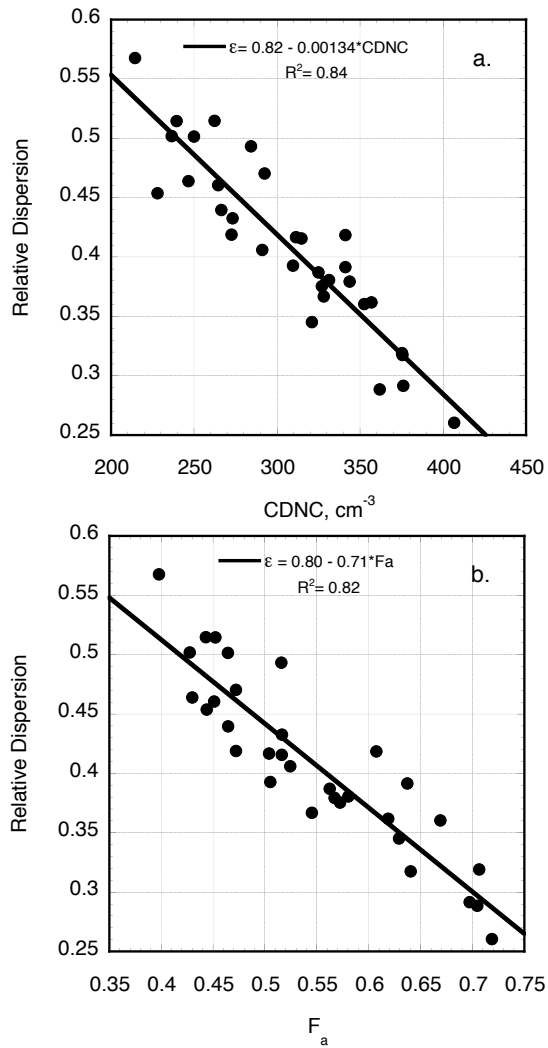 0.6
0.55
0.5
0.45
0.4
0.35
0.3
0.25
Relative Dispersion
ε= 0.82 - 0.00134*CDNC
R²= 0.84
a.
200 250 300 350 400 450
CDNC, cm⁻³
0.6
0.55
0.5
0.45
0.4
0.35
0.3
0.25
Relative Dispersion
ε = 0.80 - 0.71*Fa
R²= 0.82
b.
0.35 0.4 0.45 0.5 0.55 0.6 0.65 0.7 0.75
Fₐ